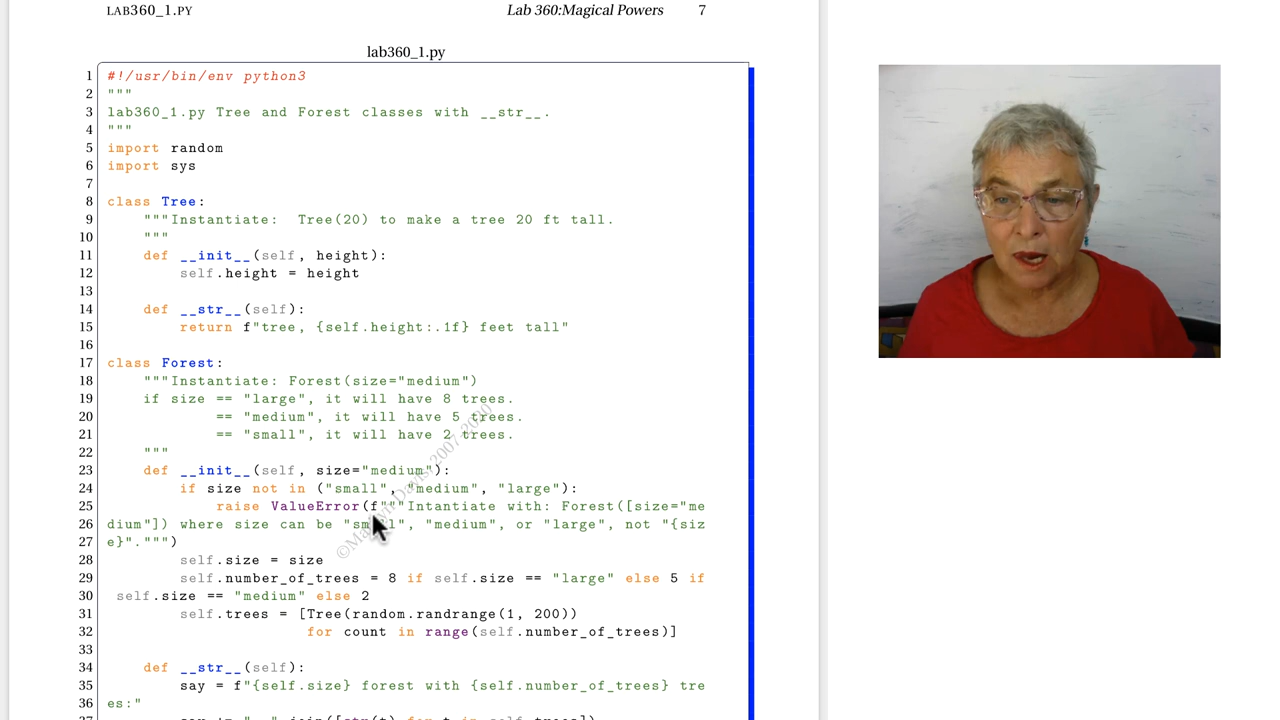 LAB360_1.PY Lab 360:Magical Powers 7
lab360_1.py
1 #!/usr/bin/env python3
2 """
3 lab360_1.py Tree and Forest classes with __str__.
4 """
5 import random
6 import sys
7
8 class Tree:
9 """Instantiate:  Tree(20) to make a tree 20 ft tall.
10 """
11 def __init__(self, height):
12 self.height = height
13
14 def __str__(self):
15 return f"tree, {self.height:.1f} feet tall"
16
17 class Forest:
18 """Instantiate: Forest(size="medium")
19 if size == "large", it will have 8 trees.
20 == "medium", it will have 5 trees.
21 == "small", it will have 2 trees.
22 """
23 def __init__(self, size="medium"):
24 if size not in ("small", "medium", "large"):
25 raise ValueError(f"""Intantiate with: Forest([size="me
26 dium"]) where size can be "small", "medium", or "large", not "{siz
27 e}".""")
28 self.size = size
29 self.number_of_trees = 8 if self.size == "large" else 5 if
30 self.size == "medium" else 2
31 self.trees = [Tree(random.randrange(1, 200))
32 for count in range(self.number_of_trees)]
33
34 def __str__(self):
35 say = f"{self.size} forest with {self.number_of_trees} tre
36 es:"